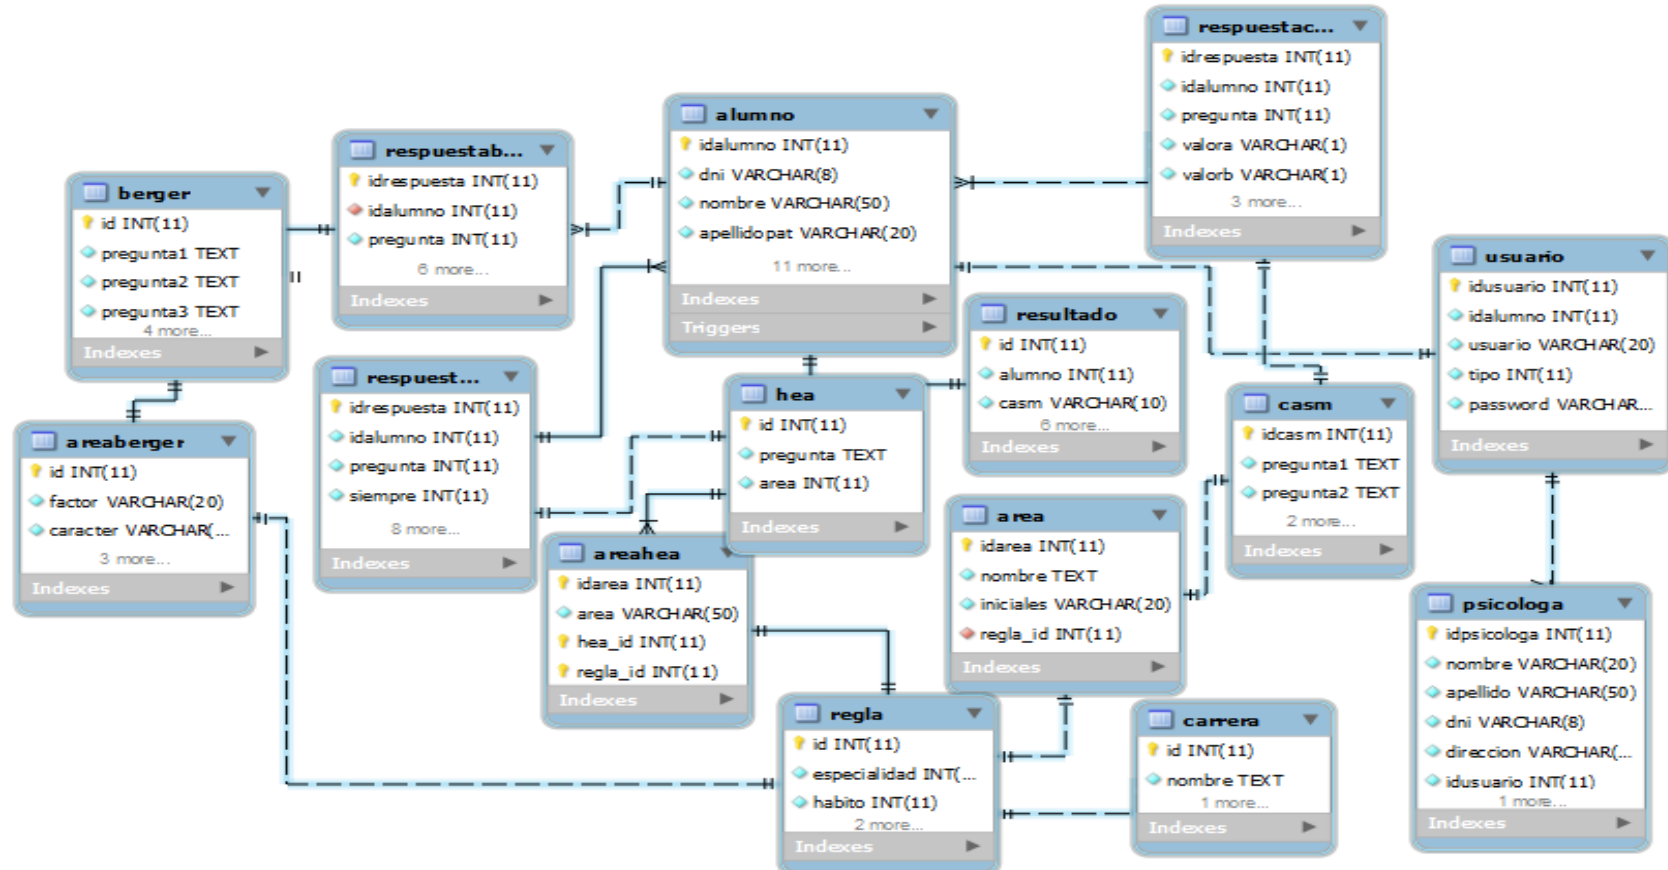 respuestac...
idrespuesta INT(11)
idalumno INT(11)
pregunta INT(11)
valora VARCHAR(1)
valorb VARCHAR(1)
3 more...
Indexes
alumno
idalumno INT(11)
dni VARCHAR(8)
nombre VARCHAR(50)
apellidopat VARCHAR(20)
11 more...
Indexes
Triggers
respuestab...
idrespuesta INT(11)
idalumno INT(11)
pregunta INT(11)
6 more...
Indexes
berger
id INT(11)
pregunta1 TEXT
pregunta2 TEXT
pregunta3 TEXT
4 more...
Indexes
usuario
idusuario INT(11)
idalumno INT(11)
usuario VARCHAR(20)
tipo INT(11)
password VARCHAR...
Indexes
resultado
id INT(11)
alumno INT(11)
casm VARCHAR(10)
6 more...
Indexes
respuest...
idrespuesta INT(11)
idalumno INT(11)
pregunta INT(11)
siempre INT(11)
8 more...
Indexes
hea
id INT(11)
pregunta TEXT
area INT(11)
Indexes
casm
idcasm INT(11)
pregunta1 TEXT
pregunta2 TEXT
2 more...
Indexes
areaberger
id INT(11)
factor VARCHAR(20)
caracter VARCHAR(...
3 more...
Indexes
area
idarea INT(11)
nombre TEXT
iniciales VARCHAR(20)
regla_id INT(11)
Indexes
areahea
idarea INT(11)
area VARCHAR(50)
hea_id INT(11)
regla_id INT(11)
Indexes
psicologa
idpsicologa INT(11)
nombre VARCHAR(20)
apellido VARCHAR(50)
dni VARCHAR(8)
direccion VARCHAR(...
idusuario INT(11)
1 more...
Indexes
regla
id INT(11)
especialidad INT(...
habito INT(11)
2 more...
Indexes
carrera
id INT(11)
nombre TEXT
1 more...
Indexes